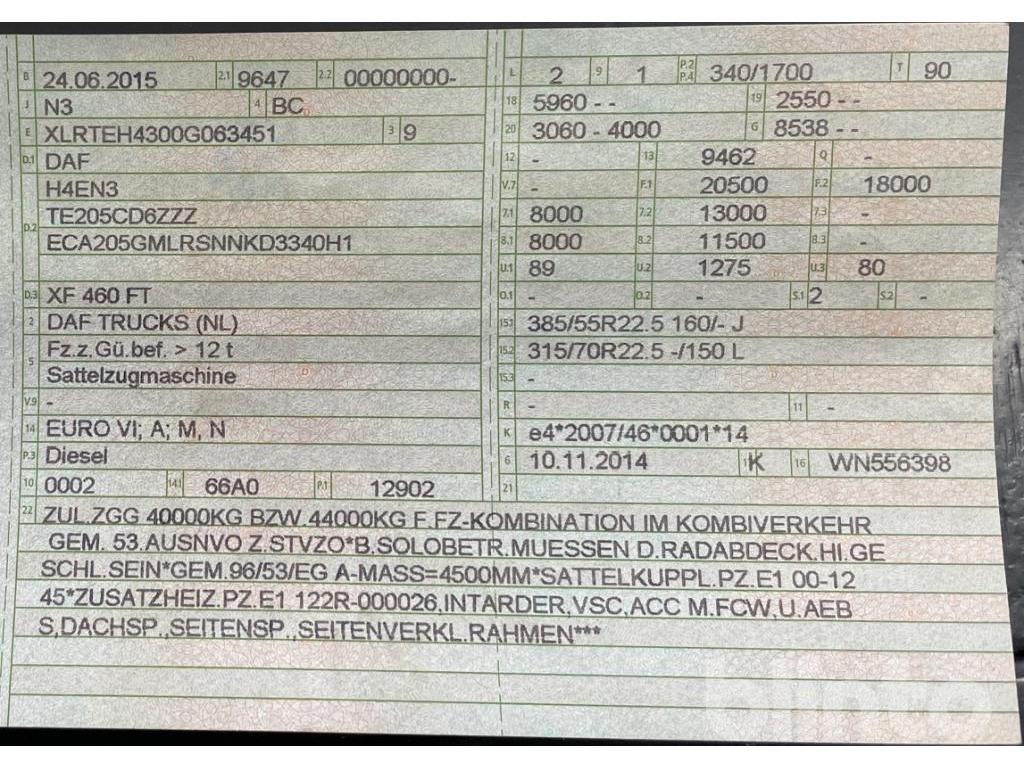 B 24.06.2015 2.1 9647 2.2 00000000-
J N3 4 BC
E XLRTEH4300G063451 3 9
D.1 DAF
H4EN3
D.2 TE205CD6ZZZ
ECA205GMLRSNNKD3340H1
D.3 XF 460 FT
2 DAF TRUCKS (NL)
5 Fz.z.Gü.bef. > 12 t
Sattelzugmaschine
V.9 -
14 EURO VI; A; M, N
P.3 Diesel
10 0002 14.1 66A0 P.1 12902
L 2 9 1 P.2 P.4 340/1700 T 90
18 5960 - - 19 2550 - -
20 3060 - 4000 G 8538 - -
12 - 13 9462 Q -
V.7 - F.1 20500 F.2 18000
7.1 8000 7.2 13000 7.3 -
8.1 8000 8.2 11500 8.3 -
U.1 89 U.2 1275 U.3 80
O.1 - O.2 - S.1 2 S.2 -
15.1 385/55R22.5 160/- J
15.2 315/70R22.5 -/150 L
15.3 -
R - 11 -
K e4*2007/46*0001*14
6 10.11.2014 K 16 WN556398
21
22 ZUL.ZGG 40000KG BZW.44000KG F.FZ-KOMBINATION IM KOMBIVERKEHR
GEM. 53.AUSNVO Z.STVZO*B.SOLOBETR.MUESSEN D.RADABDECK.HI.GE
SCHL.SEIN*GEM.96/53/EG A-MASS=4500MM*SATTELKUPPL.PZ.E1 00-12
45*ZUSATZHEIZ.PZ.E1 122R-000026,INTARDER,VSC,ACC M.FCW,U.AEB
S,DACHSP.,SEITENSP.,SEITENVERKL.RAHMEN***